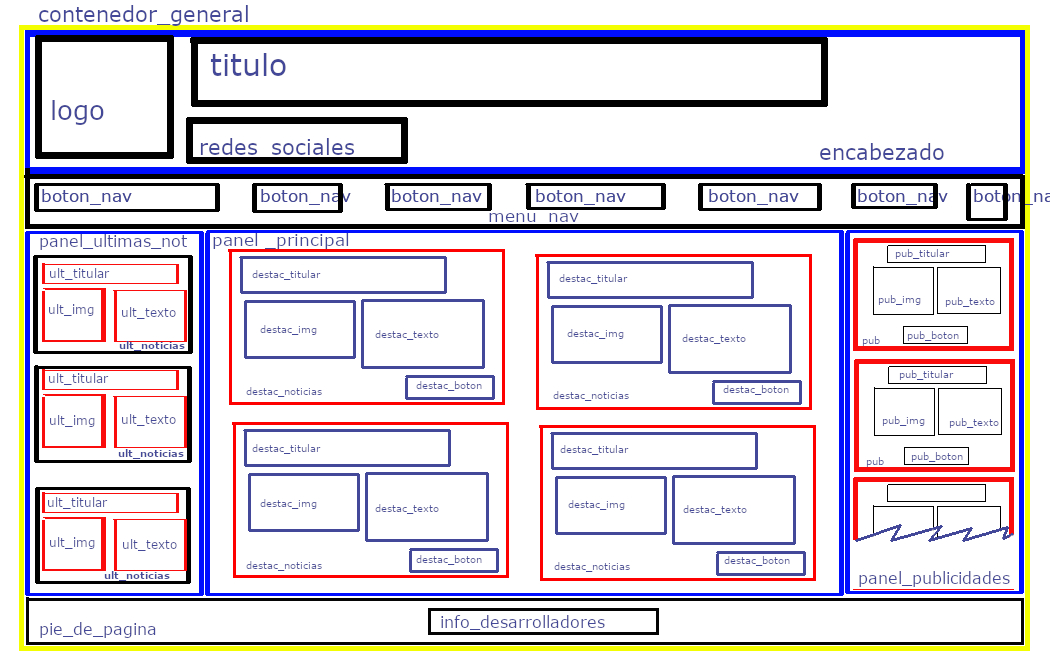 contenedor_general
titulo
logo
redes_sociales
encabezado
boton_nav
boton_nav
boton_nav
boton_nav
boton_nav
boton_nav
boton_na
menu_nav
panel_ultimas_not
ult_titular
ult_img
ult_texto
ult_noticias
ult_titular
ult_img
ult_texto
ult_noticias
ult_titular
ult_img
ult_texto
ult_noticias
panel _principal
destac_titular
destac_img
destac_texto
destac_noticias
destac_boton
destac_titular
destac_img
destac_texto
destac_noticias
destac_boton
destac_titular
destac_img
destac_texto
destac_noticias
destac_boton
destac_titular
destac_img
destac_texto
destac_noticias
destac_boton
pub_titular
pub_img
pub_texto
pub
pub_boton
pub_titular
pub_img
pub_texto
pub
pub_boton
panel_publicidades
pie_de_pagina
info_desarrolladores